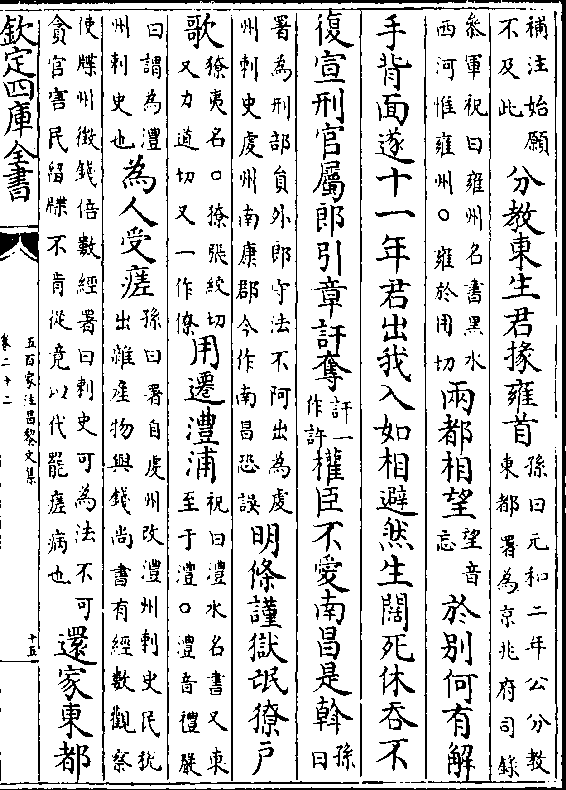 補注始願不及此分教東生君掾雍首孫曰元和二年公分教東都署為京兆府司錄
參軍祝曰雍州名書黑水西河惟雍州〇雍於用切兩都相望望音忘於别何有解
手背面遂十一年君出我入如相避然生闊死休吞不
復宣刑官屬郎引章訐奪訐一作許權臣不愛南昌是斡孫曰
署為刑部員外郎守法不阿出為虔州刺史虔州南康郡今作南昌恐誤明條謹獄氓獠戶
歌獠夷名〇獠張絞切又力道切又一作僚用遷澧浦祝曰澧水名書又東至于澧〇澧音禮嚴
曰謂為澧州刺史也為人受瘥孫曰署自虔州改澧州刺史民稅出雜産物與錢尚書有經數觀察
使牒州徵錢倍數經署曰刺史可為法不可貪官害民留牒不肯從竟以代罷瘥病也還家東都
欽定四庫全書
五百家注昌黎文集
卷二十二
十五